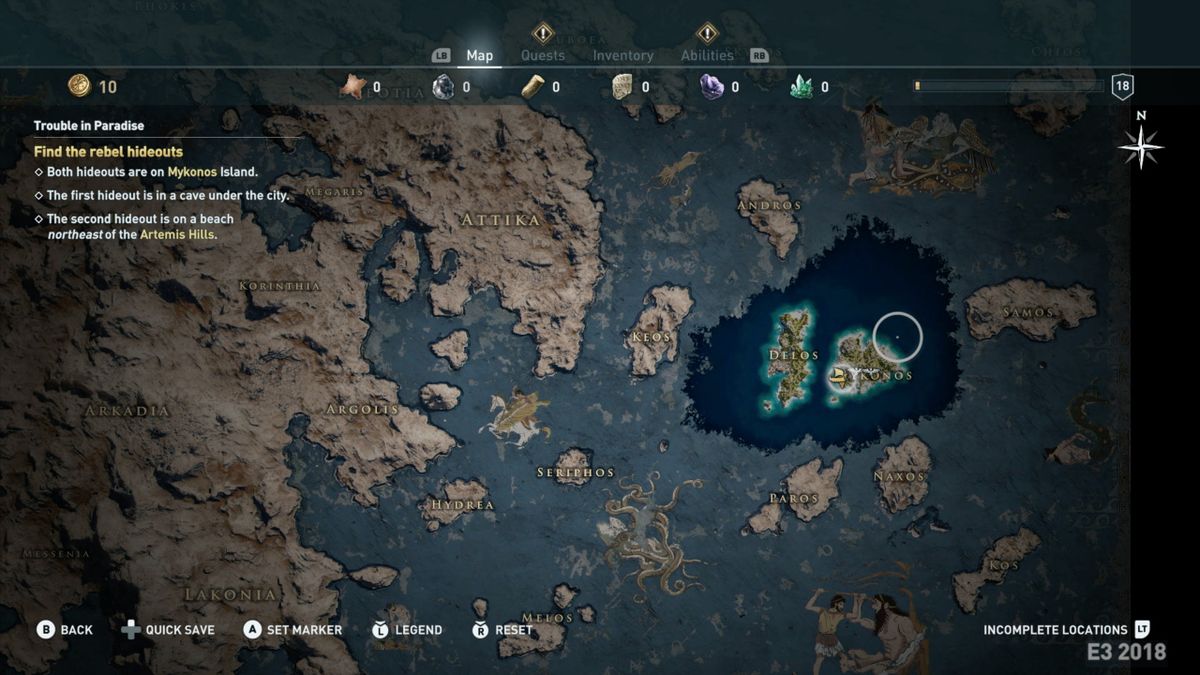 PHOKIS
EUBOEA
CHIOS
LB Map Quests Inventory Abilities RB
10
0 0 0 0 0 0
18
N
Trouble in Paradise
Find the rebel hideouts
Both hideouts are on Mykonos Island.
The first hideout is in a cave under the city.
The second hideout is on a beach
northeast of the Artemis Hills.
MEGARIS
ATTIKA
ANDROS
KORINTHIA
SAMOS
KEOS
DELOS
KONOS
ARKADIA
ARGOLIS
SERIPHOS
NAXOS
PAROS
HYDREA
MESSENIA
KOS
LAKONIA
MELOS
B BACK
QUICK SAVE
A SET MARKER
L LEGEND
R RESET
INCOMPLETE LOCATIONS LT
E3 2018